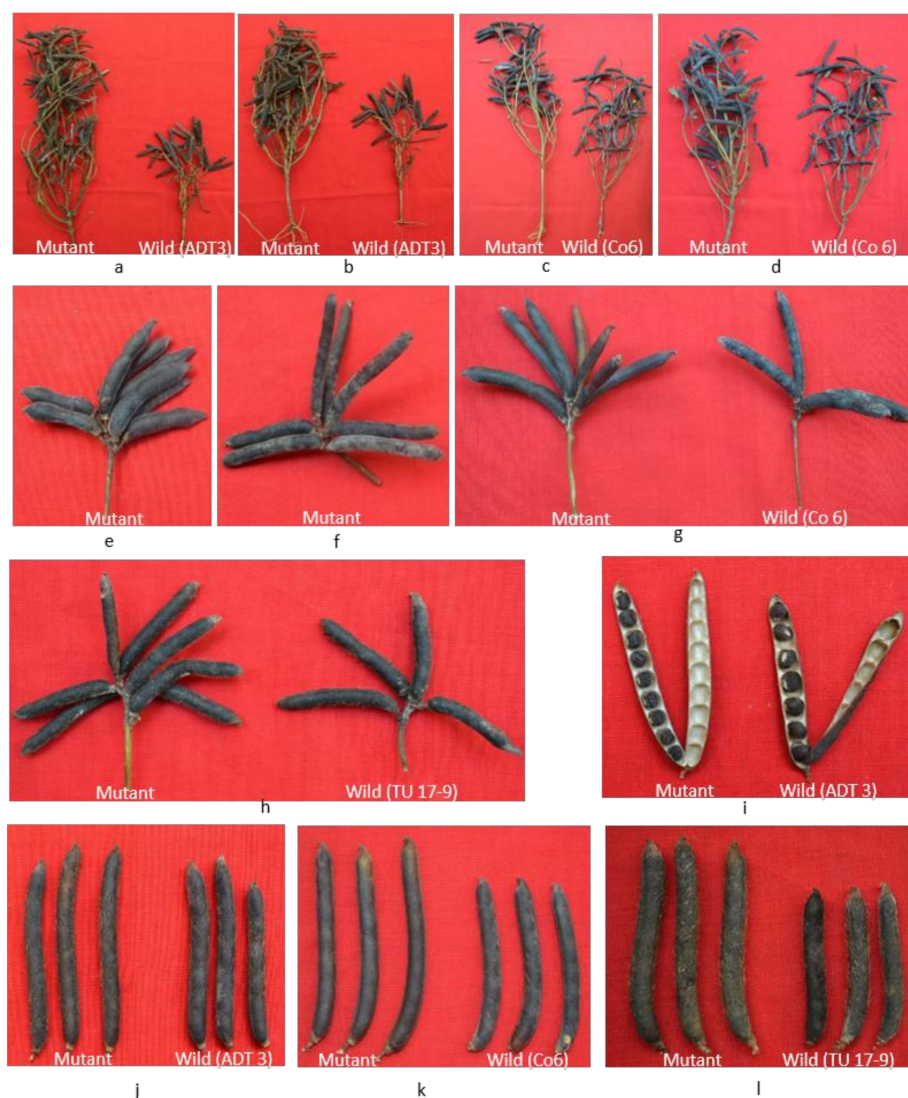 Mutant Wild (ADT3)
a
Mutant Wild (ADT3)
b
Mutant Wild (Co6)
c
Mutant Wild (Co 6)
d
Mutant
e
Mutant
f
Mutant Wild (Co 6)
g
Mutant Wild (TU 17-9)
h
Mutant Wild (ADT 3)
i
Mutant Wild (ADT 3)
j
Mutant Wild (Co6)
k
Mutant Wild (TU 17-9)
l